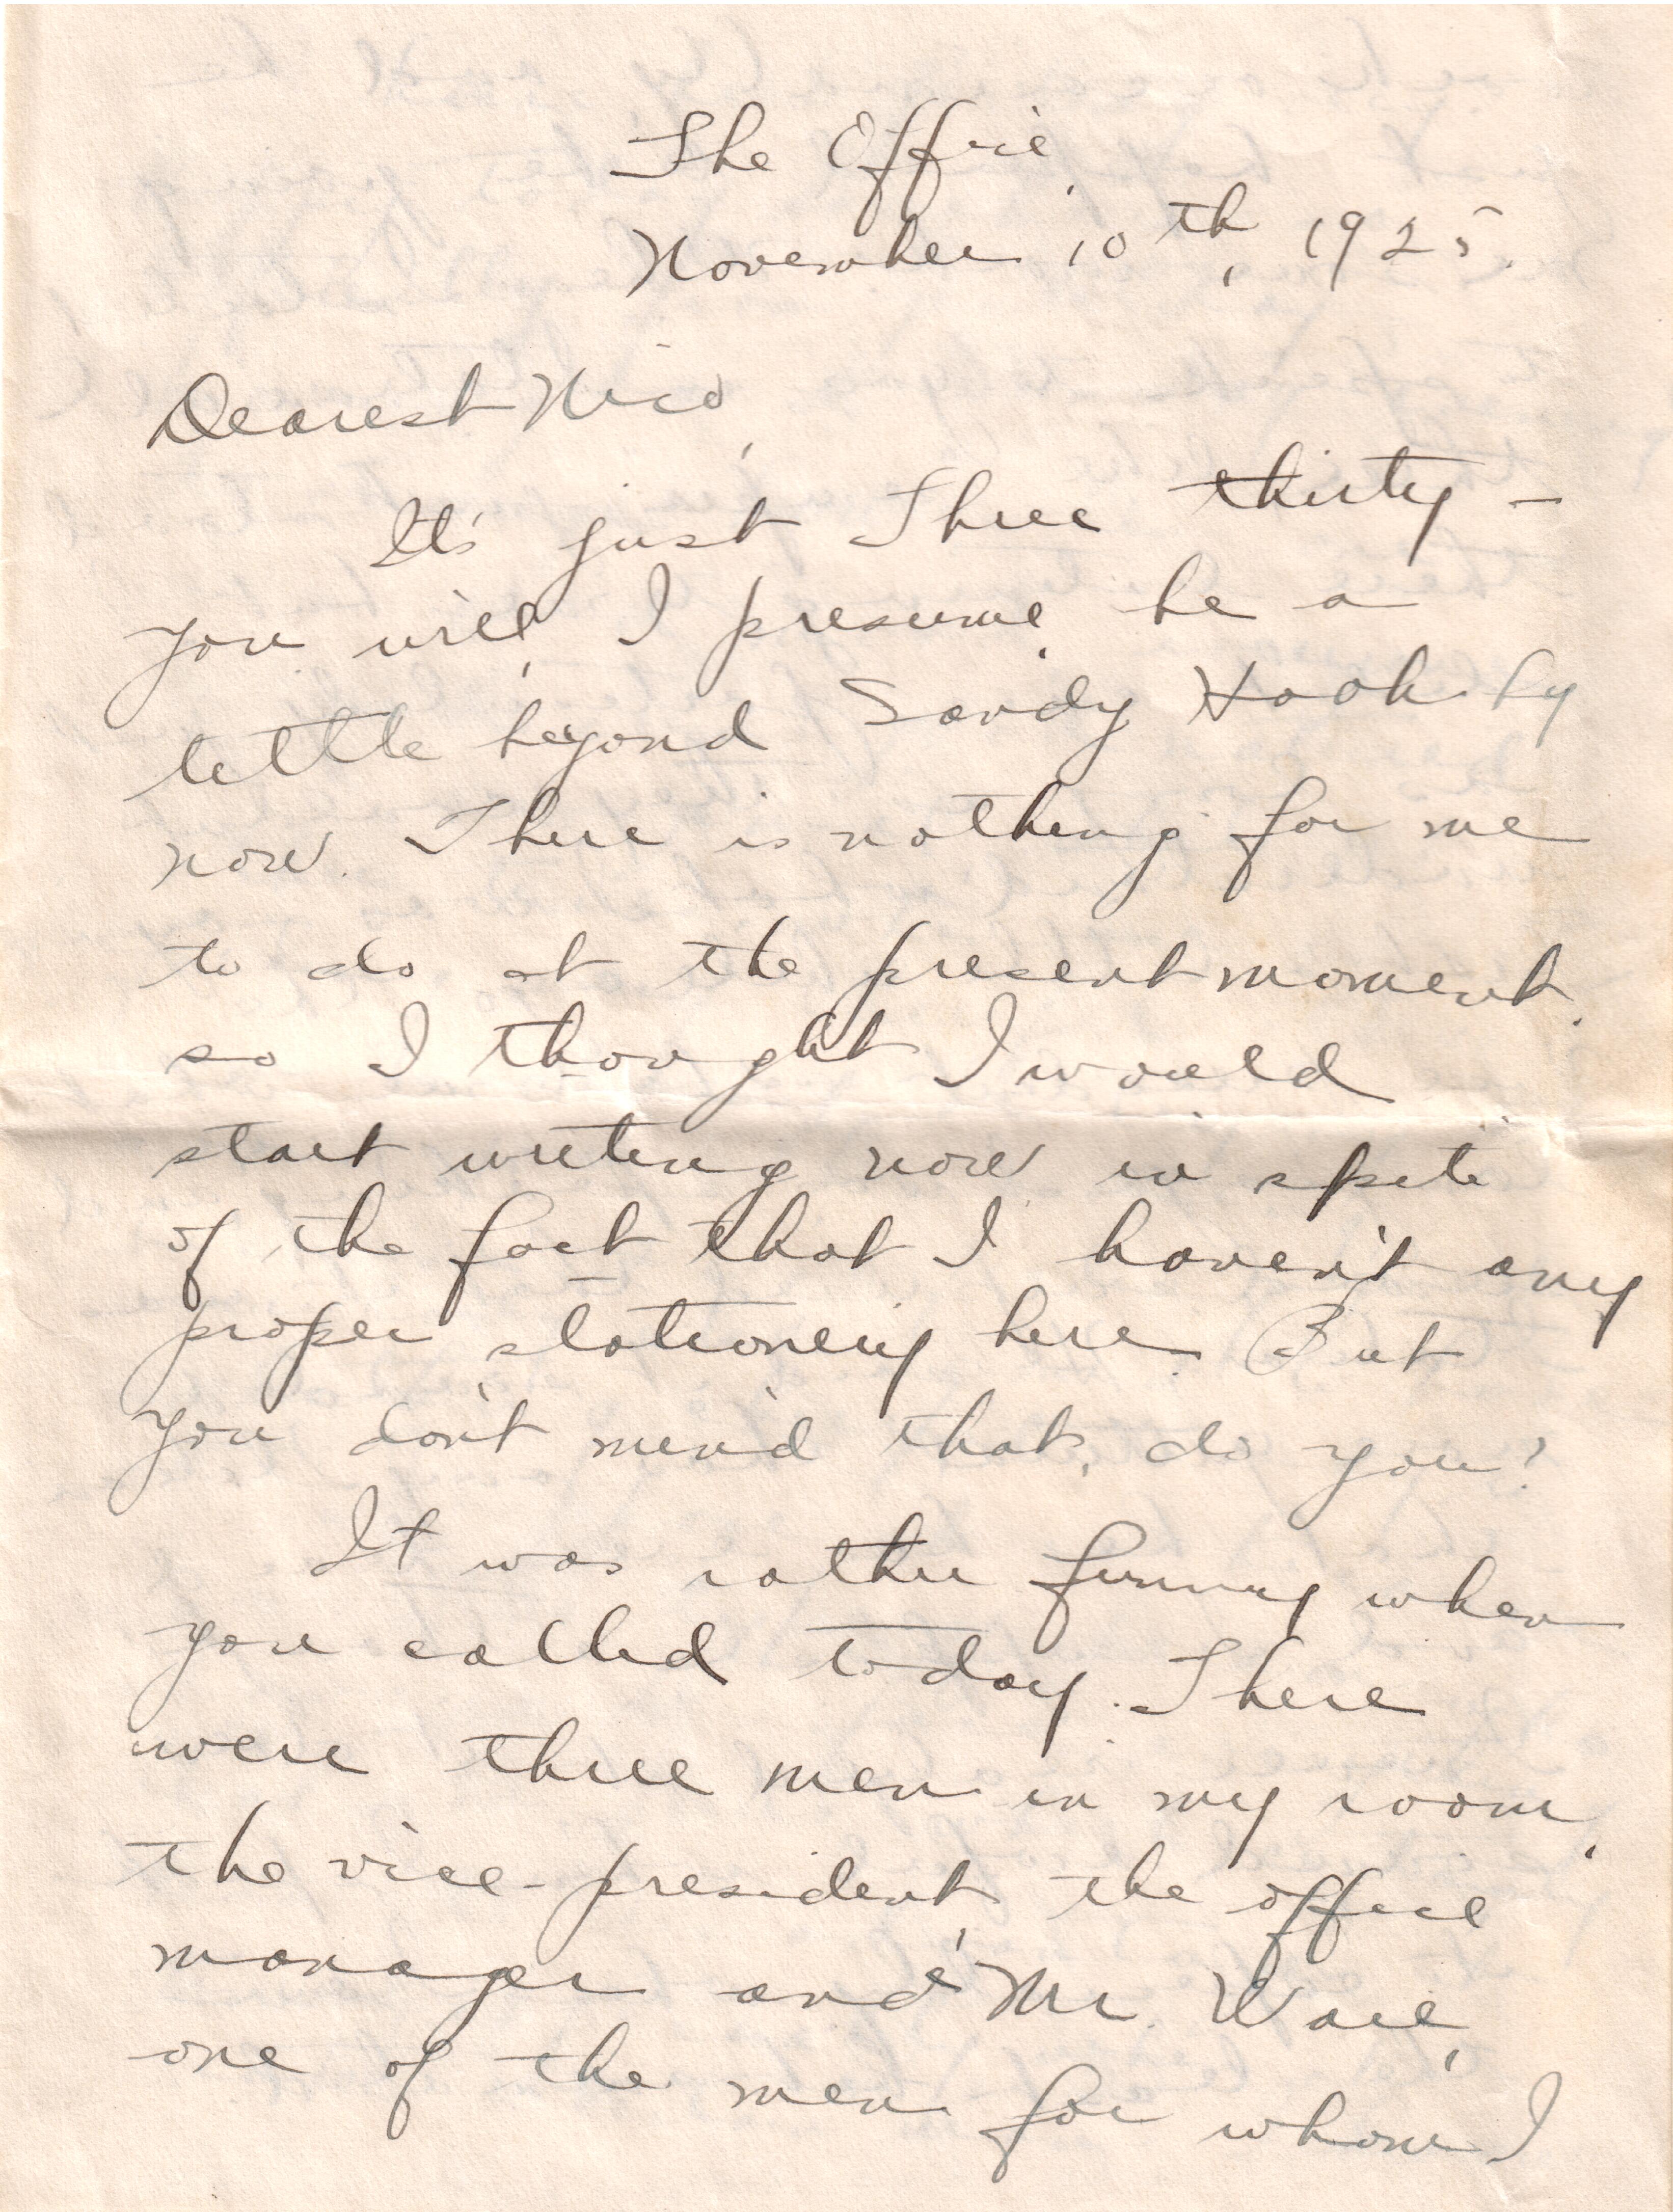 The Office,
November 10th, 1925.
Dearest Nico,
It's just Three thirty —
you will, I presume, be a
little beyond Sandy Hook by
now. There is nothing for me
to do at the present moment,
so I thought I would
start writing now in spite
of the fact that I haven't any
proper stationery here. But
you don't mind that, do you?
It was rather funny when
you called today. There
were three men in my room,
the vice-president, the office
manager and Mr. Ware,
one of the men for whom I